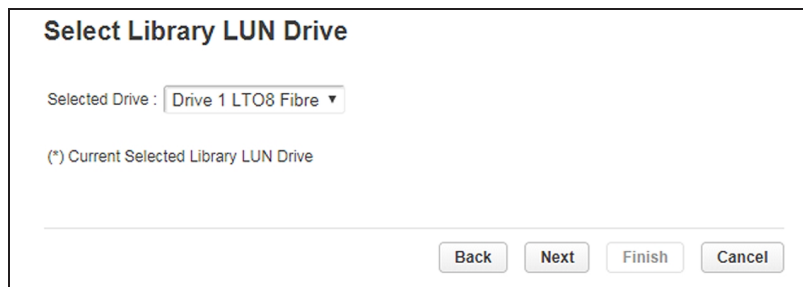 Select Library LUN Drive
Selected Drive : Drive 1 LTO8 Fibre ▼
(*) Current Selected Library LUN Drive
Back Next Finish Cancel